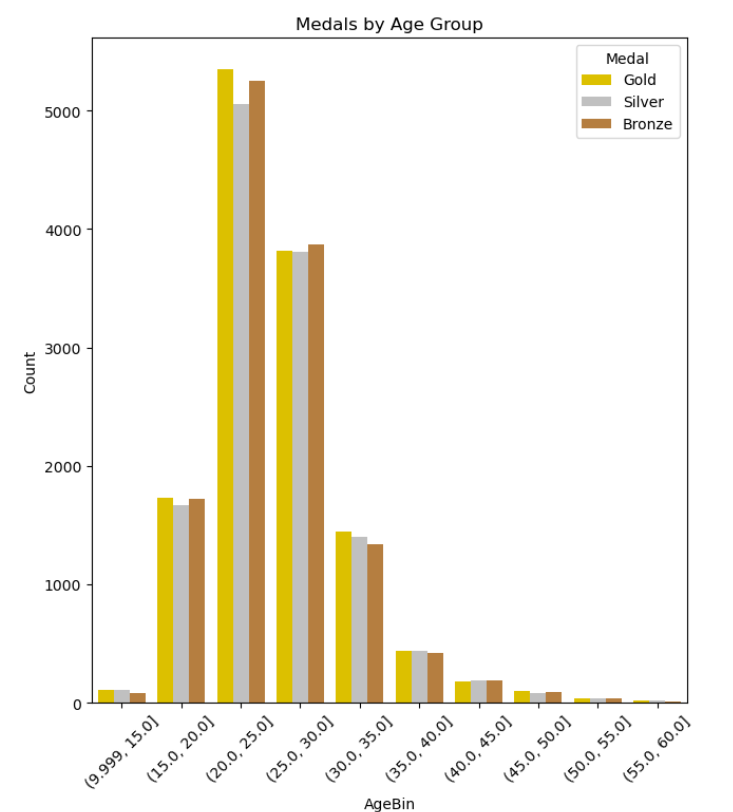 Medals by Age Group
Medal
Gold
Silver
Bronze
Count
5000
4000
3000
2000
1000
0
(9.999, 15.0]
(15.0, 20.0]
(20.0, 25.0]
(25.0, 30.0]
(30.0, 35.0]
(35.0, 40.0]
(40.0, 45.0]
(45.0, 50.0]
(50.0, 55.0]
(55.0, 60.0]
AgeBin